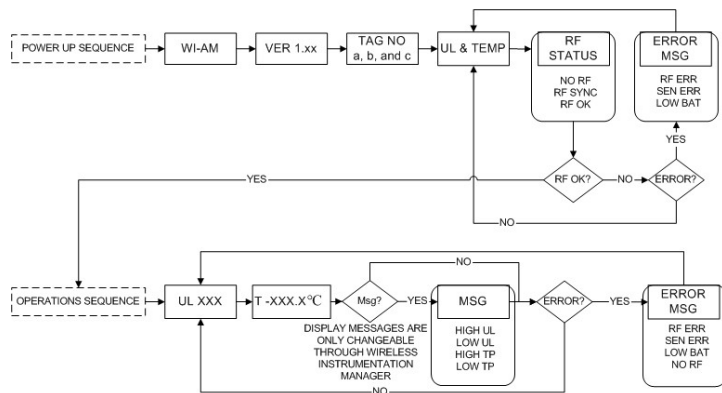 POWER UP SEQUENCE
WI-AM
VER 1.xx
TAG NO
a, b, and c
UL & TEMP
RF
STATUS
NO RF
RF SYNC
RF OK
ERROR
MSG
RF ERR
SEN ERR
LOW BAT
YES
YES
RF OK?
NO
ERROR?
NO
OPERATIONS SEQUENCE
UL XXX
T -XXX.X℃
Msg?
NO
YES
MSG
HIGH UL
LOW UL
HIGH TP
LOW TP
ERROR?
YES
ERROR
MSG
RF ERR
SEN ERR
LOW BAT
NO RF
DISPLAY MESSAGES ARE
ONLY CHANGEABLE
THROUGH WIRELESS
INSTRUMENTATION
MANAGER
NO